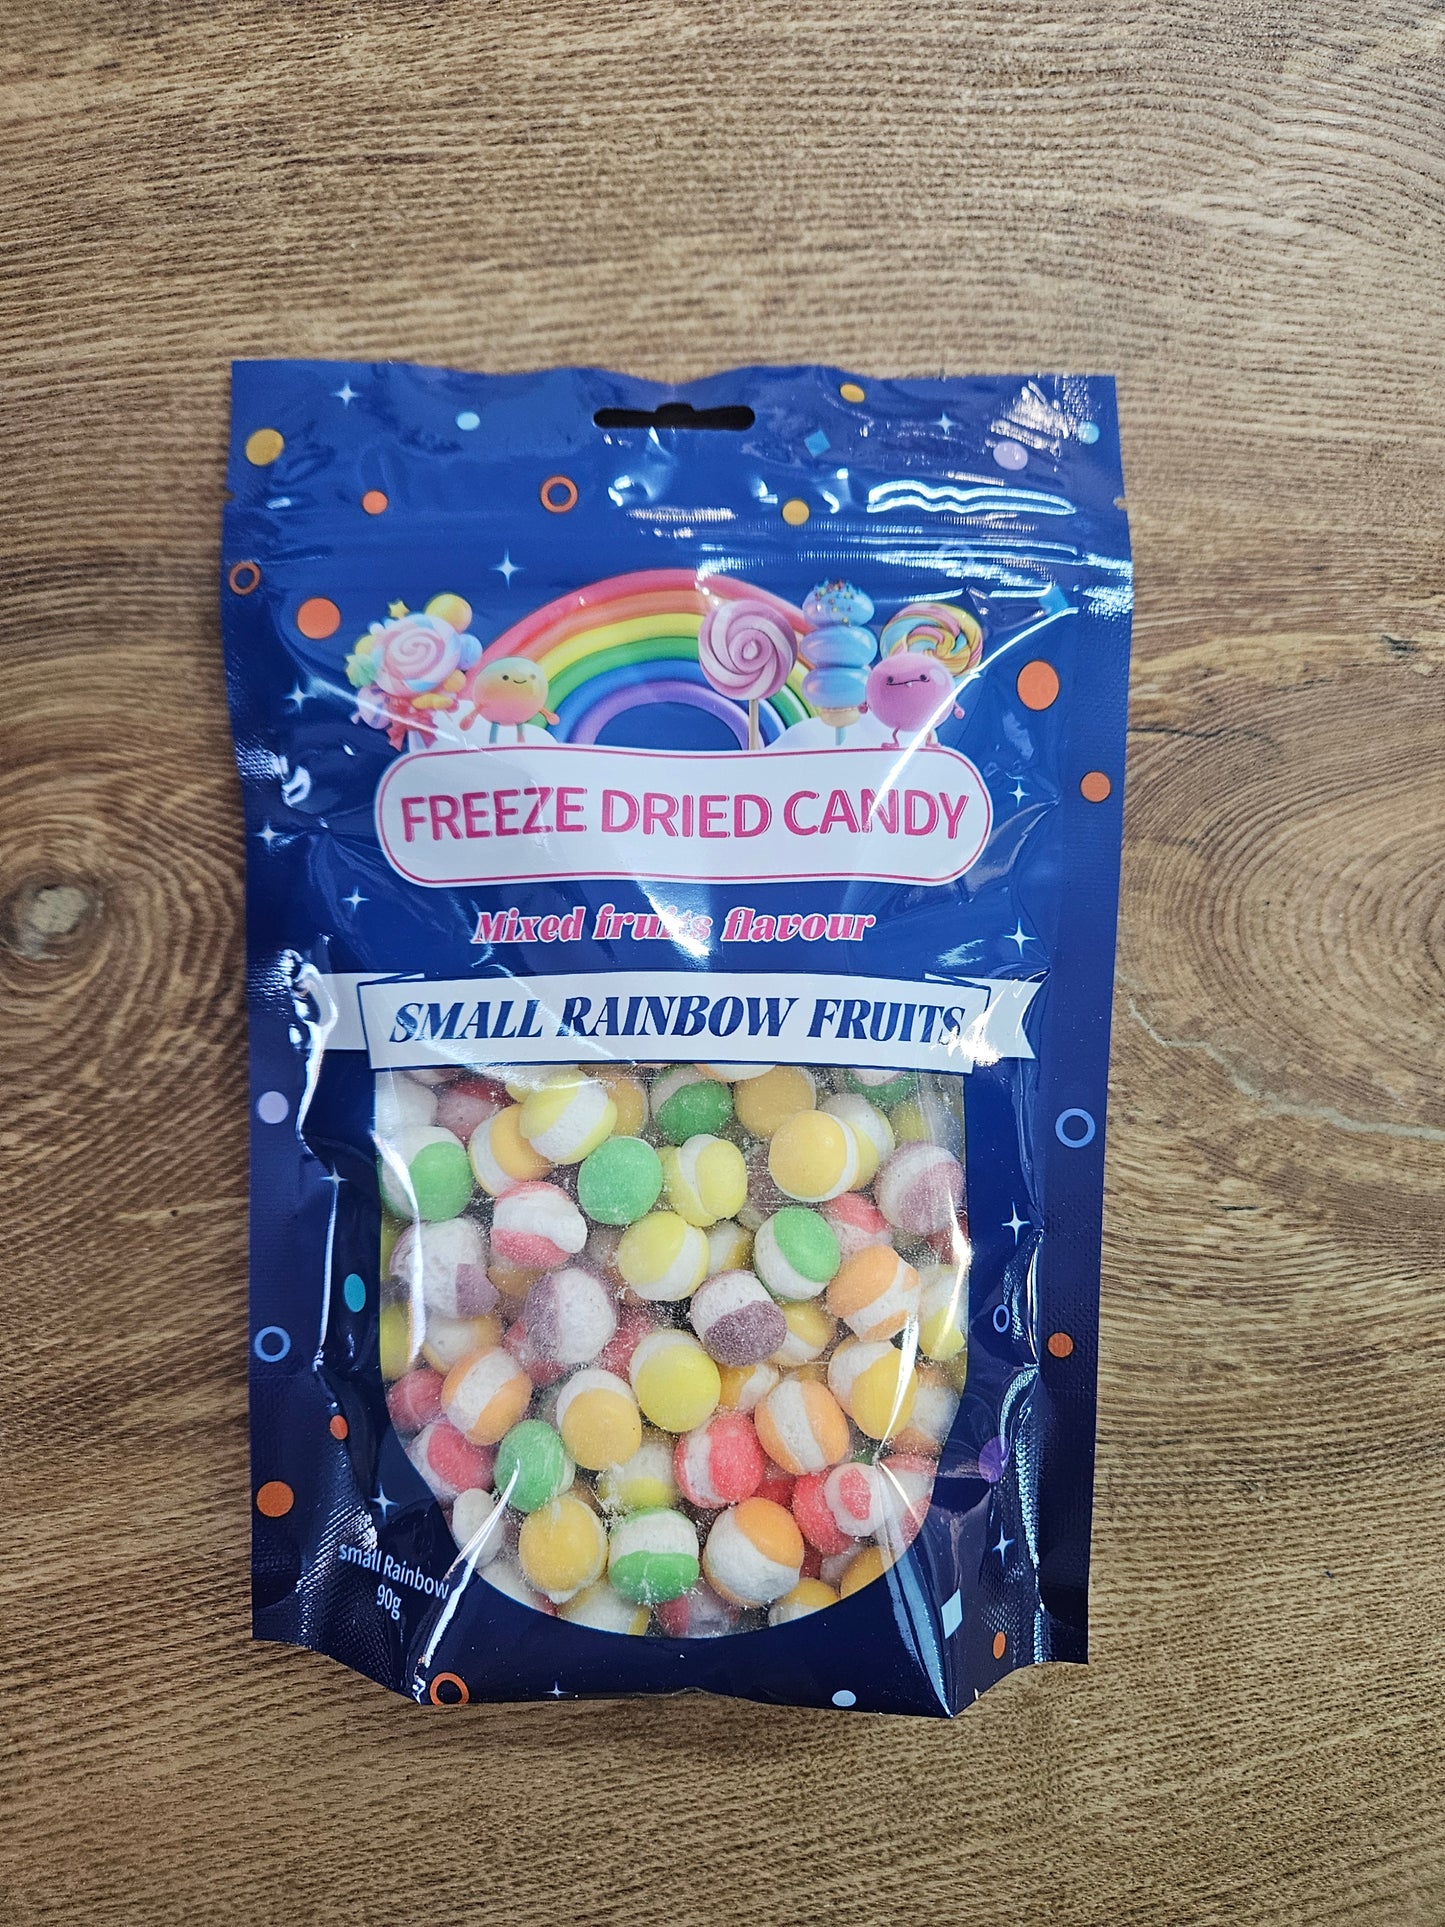 FREEZE DRIED CANDY
Mixed fruits flavour
SMALL RAINBOW FRUITS
small Rainbow
90g